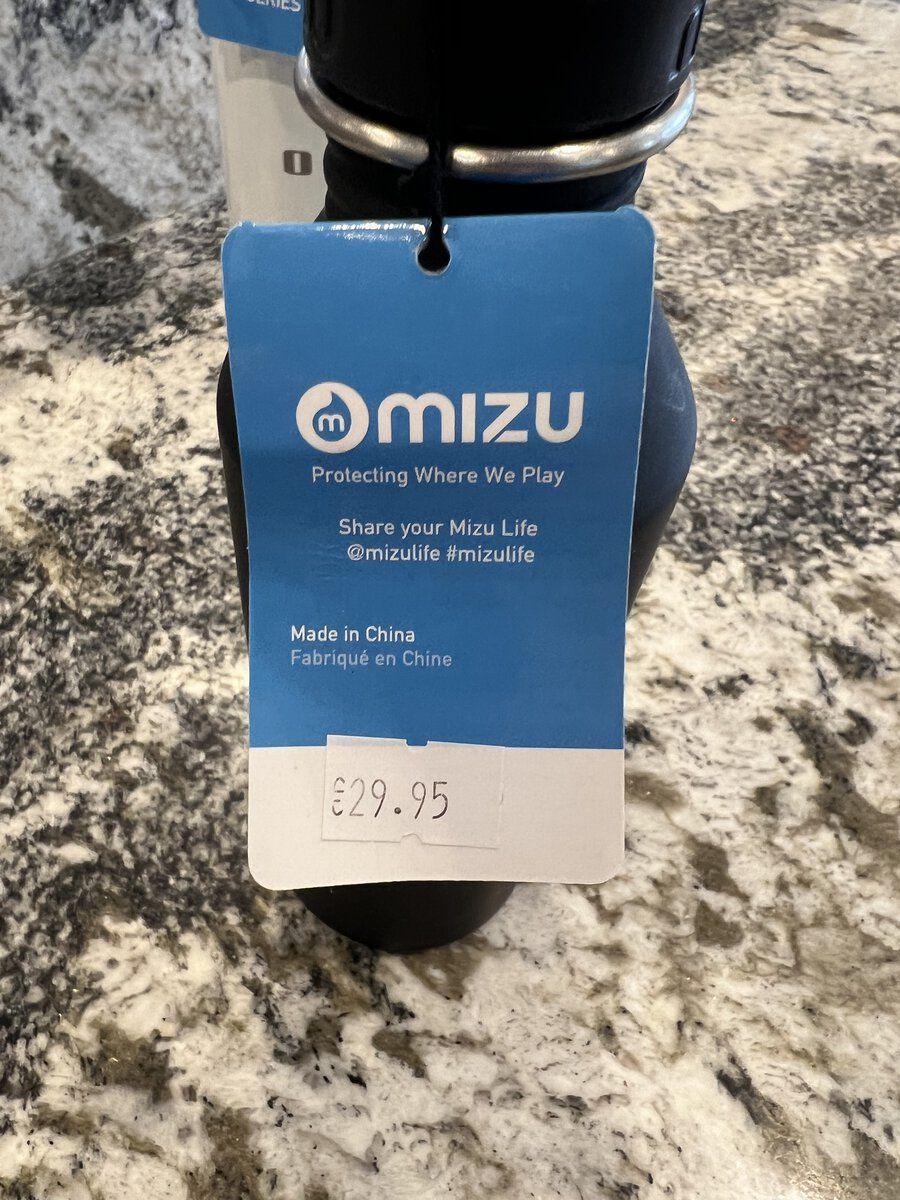 SERIES
m MIZU
Protecting Where We Play
Share your Mizu Life
@mizulife #mizulife
Made in China
Fabriqué en Chine
€29.95